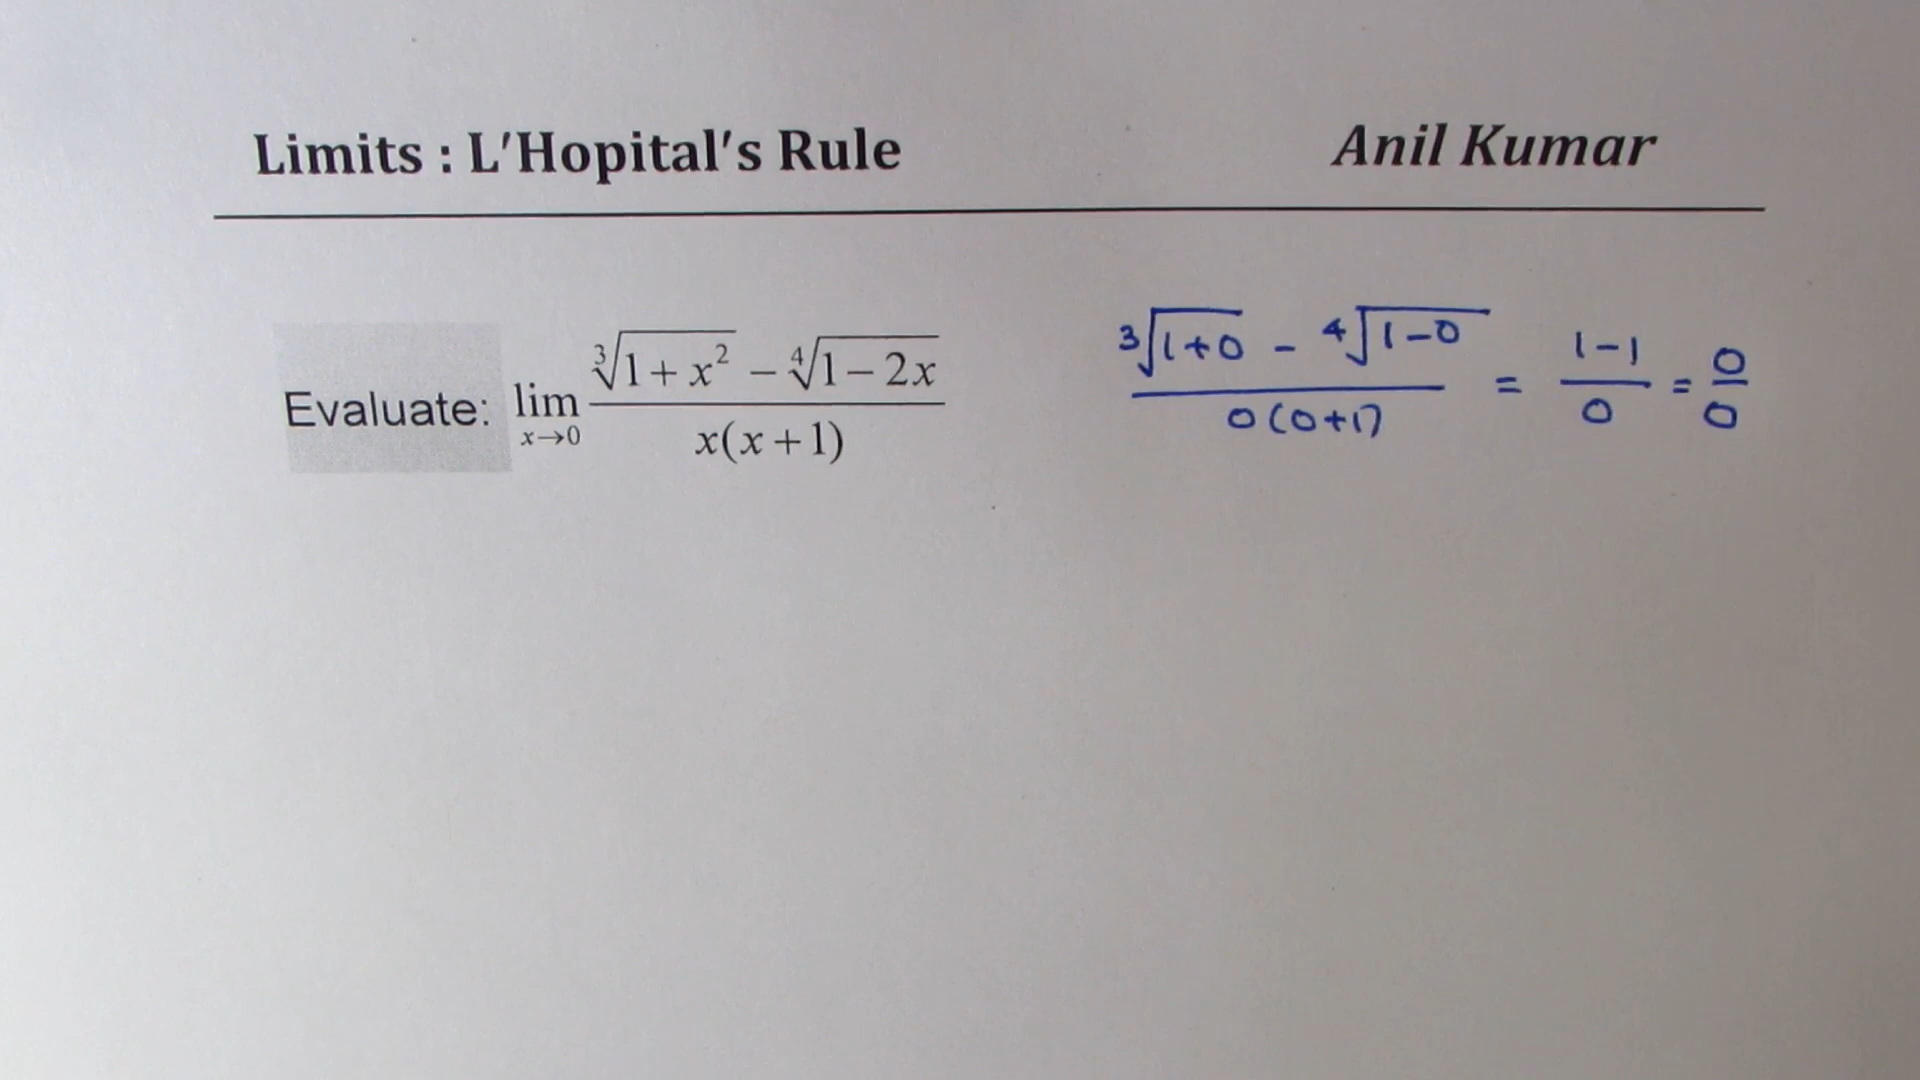 Limits : L'Hopital's Rule Anil Kumar
Evaluate: lim x→0 (∛(1+x²) − ∜(1−2x)) / (x(x+1))
(∛(1+0) − ∜(1−0)) / (0(0+1)) = (1−1)/0 = 0/0